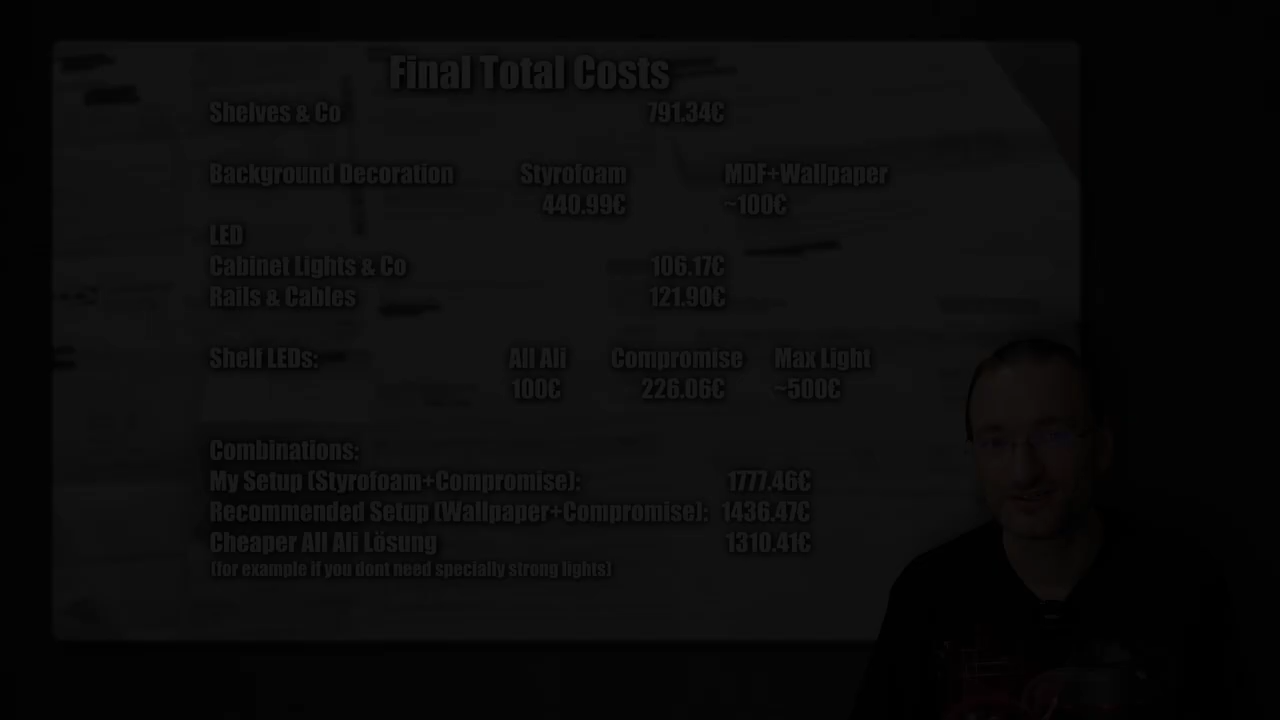 Final Total Costs
Shelves & Co 791.34€
Background Decoration Styrofoam MDF+Wallpaper
440.99€ ~100€
LED
Cabinet Lights & Co 106.17€
Rails & Cables 121.90€
Shelf LEDs: All Ali Compromise Max Light
100€ 226.06€ ~500€
Combinations:
My Setup (Styrofoam+Compromise): 1777.46€
Recommended Setup (Wallpaper+Compromise): 1436.47€
Cheaper All Ali Lösung 1310.41€
(for example if you dont need specially strong lights)